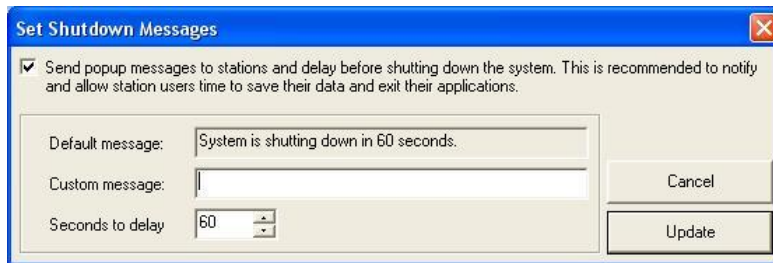 Set Shutdown Messages
Send popup messages to stations and delay before shutting down the system. This is recommended to notify
and allow station users time to save their data and exit their applications.
Default message: System is shutting down in 60 seconds.
Custom message:
Cancel
Seconds to delay 60
Update